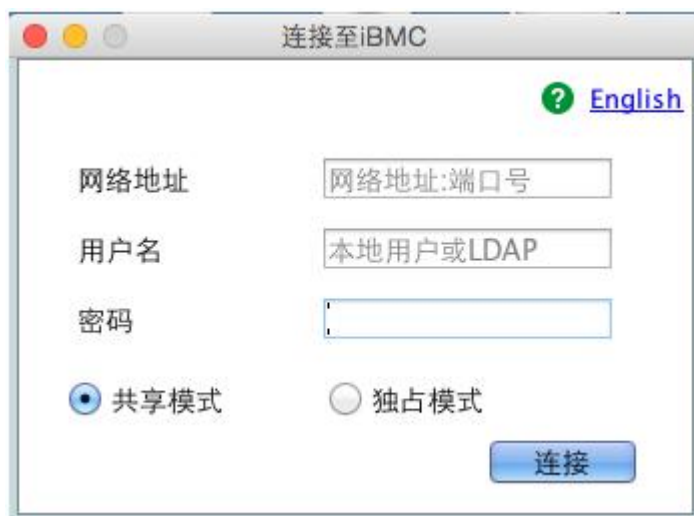 连接至iBMC
? English
网络地址 网络地址:端口号
用户名 本地用户或LDAP
密码
共享模式 独占模式
连接